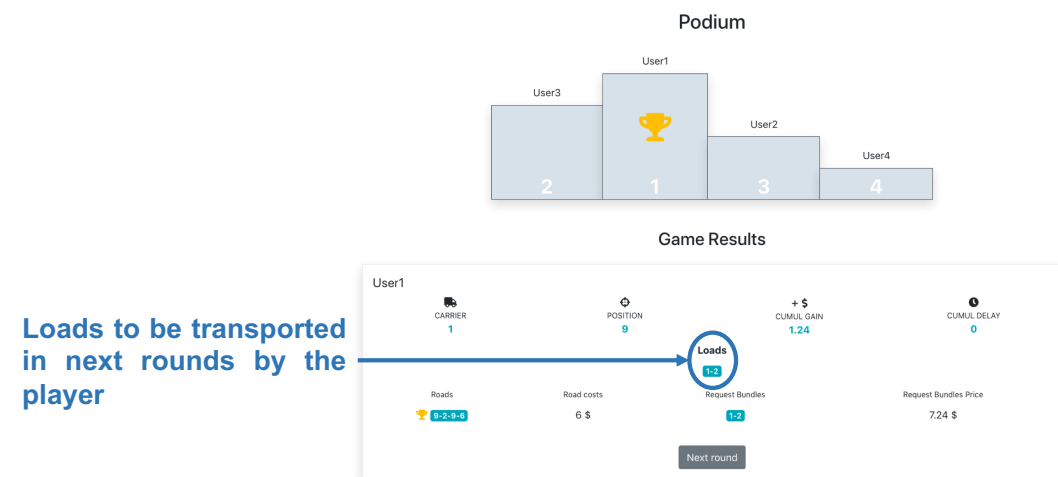 Podium
User1
User3
User2
User4
2
1
3
4
Game Results
User1
CARRIER
POSITION
+ $
CUMUL GAIN
CUMUL DELAY
1
9
1.24
0
Loads to be transported
in next rounds by the
player
Loads
1-2
Roads
Road costs
Request Bundles
Request Bundles Price
9-2-9-6
6 $
1-2
7.24 $
Next round